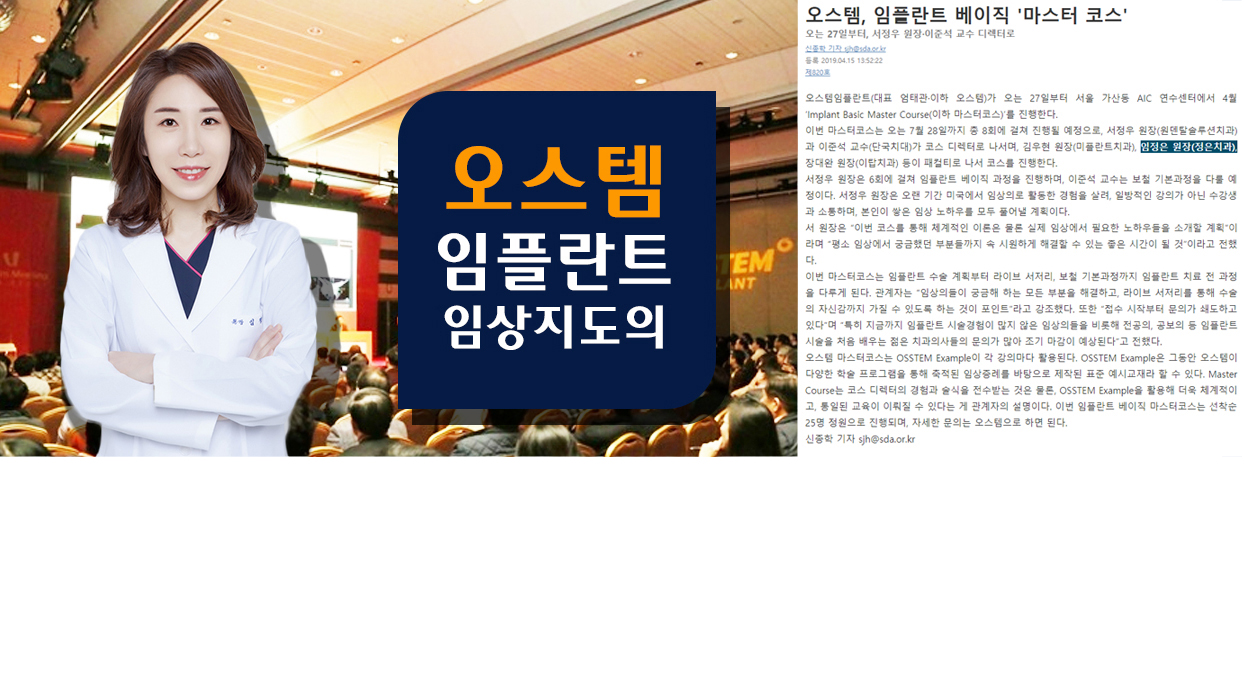 오스템
임플란트
임상지도의
STEM
LANT
오스템, 임플란트 베이직 '마스터 코스'
오는 27일부터, 서정우 원장·이준석 교수 디렉터로
신종학 기자 sjh@sda.or.kr
등록 2019.04.15 13:52:22
제820호
오스템임플란트(대표 엄태관·이하 오스템)가 오는 27일부터 서울 가산동 AIC 연수센터에서 4월
'Implant Basic Master Course(이하 마스터코스)'를 진행한다.
이번 마스터코스는 오는 7월 28일까지 총 8회에 걸쳐 진행될 예정으로, 서정우 원장(원덴탈솔루션치과)
과 이준석 교수(단국치대)가 코스 디렉터로 나서며, 김우현 원장(미플란트치과), 임정은 원장(정은치과),
장대완 원장(이탑치과) 등이 패컬티로 나서 코스를 진행한다.
서정우 원장은 6회에 걸쳐 임플란트 베이직 과정을 진행하며, 이준석 교수는 보철 기본과정을 다룰 예
정이다. 서정우 원장은 오랜 기간 미국에서 임상의로 활동한 경험을 살려, 일방적인 강의가 아닌 수강생
과 소통하며, 본인이 쌓은 임상 노하우를 모두 풀어낼 계획이다.
서 원장은 “이번 코스를 통해 체계적인 이론은 물론 실제 임상에서 필요한 노하우들을 소개할 계획”이
라며 “평소 임상에서 궁금했던 부분들까지 속 시원하게 해결할 수 있는 좋은 시간이 될 것”이라고 전했
다.
이번 마스터코스는 임플란트 수술 계획부터 라이브 서저리, 보철 기본과정까지 임플란트 치료 전 과정
을 다루게 된다. 관계자는 “임상의들이 궁금해 하는 모든 부분을 해결하고, 라이브 서저리를 통해 수술
의 자신감까지 가질 수 있도록 하는 것이 포인트”라고 강조했다. 또한 “접수 시작부터 문의가 쇄도하고
있다”며 “특히 지금까지 임플란트 시술경험이 많지 않은 임상의들을 비롯해 전공의, 공보의 등 임플란트
시술을 처음 배우는 젊은 치과의사들의 문의가 많아 조기 마감이 예상된다”고 전했다.
오스템 마스터코스는 OSSTEM Example이 각 강의마다 활용된다. OSSTEM Example은 그동안 오스템이
다양한 학술 프로그램을 통해 축적된 임상증례를 바탕으로 제작된 표준 예시교재라 할 수 있다. Master
Course는 코스 디렉터의 경험과 술식을 전수받는 것은 물론, OSSTEM Example을 활용해 더욱 체계적이
고, 통일된 교육이 이뤄질 수 있다는 게 관계자의 설명이다. 이번 임플란트 베이직 마스터코스는 선착순
25명 정원으로 진행되며, 자세한 문의는 오스템으로 하면 된다.
신종학 기자 sjh@sda.or.kr